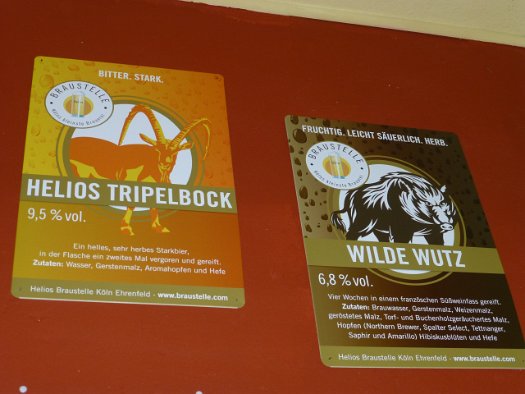 BITTER. STARK.
BRAUSTELLE
HELIOS TRIPELBOCK
9,5 % vol.
Ein helles, sehr herbes Starkbier,
in der Flasche ein zweites Mal vergoren und gereift.
Zutaten: Wasser, Gerstenmalz, Aromahopfen und Hefe
Helios Braustelle Köln Ehrenfeld - www.braustelle.com
FRUCHTIG. LEICHT SÄUERLICH. HERB.
BRAUSTELLE
WILDE WUTZ
6,8 % vol.
Vier Wochen in einem französchen Süßweinfass gereift.
Zutaten: Brauwasser, Gerstenmalz, Weizenmalz,
geröstetes Malz, Torf- und Buchenholzgeräuchertes Malz,
Hopfen (Northern Brewer, Spalter Select, Tettnanger,
Saphir und Amarillo) Hibiskusblüten und Hefe
Helios Braustelle Köln Ehrenfeld - www.braustelle.com